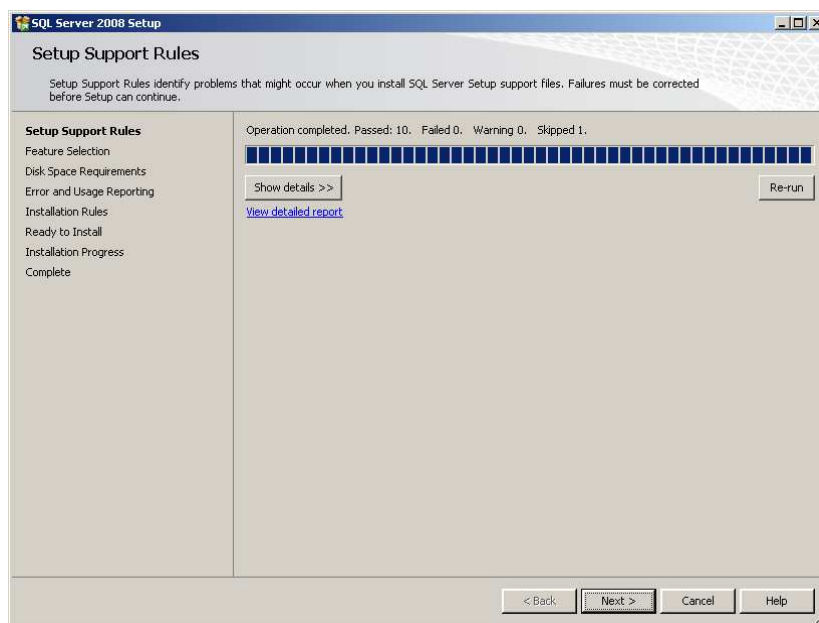 SQL Server 2008 Setup
Setup Support Rules
Setup Support Rules identify problems that might occur when you install SQL Server Setup support files. Failures must be corrected
before Setup can continue.
Setup Support Rules
Feature Selection
Disk Space Requirements
Error and Usage Reporting
Installation Rules
Ready to Install
Installation Progress
Complete
Operation completed. Passed: 10.   Failed 0.   Warning 0.   Skipped 1.
Show details >>
Re-run
View detailed report
< Back
Next >
Cancel
Help